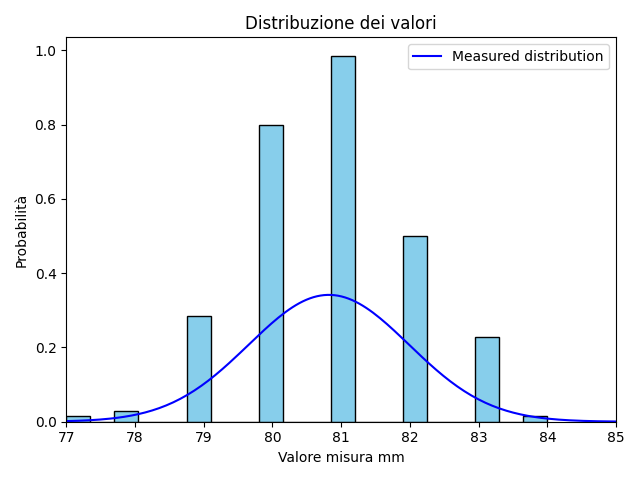 Distribuzione dei valori
Measured distribution
1.0
0.8
0.6
0.4
0.2
0.0
Probabilità
77 78 79 80 81 82 83 84 85
Valore misura mm